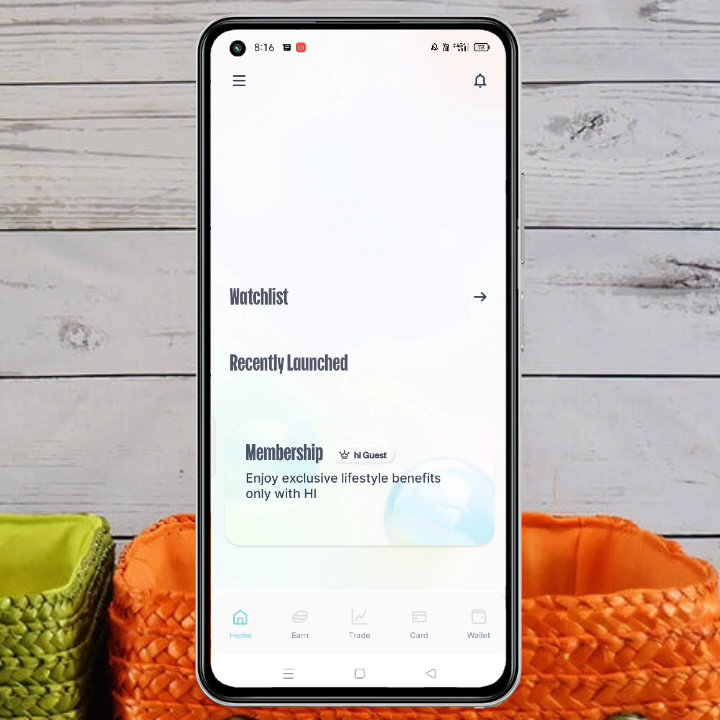 8:16
78
Watchlist
Recently Launched
Membership
hi Guest
Enjoy exclusive lifestyle benefits
only with HI
Home
Earn
Trade
Card
Wallet